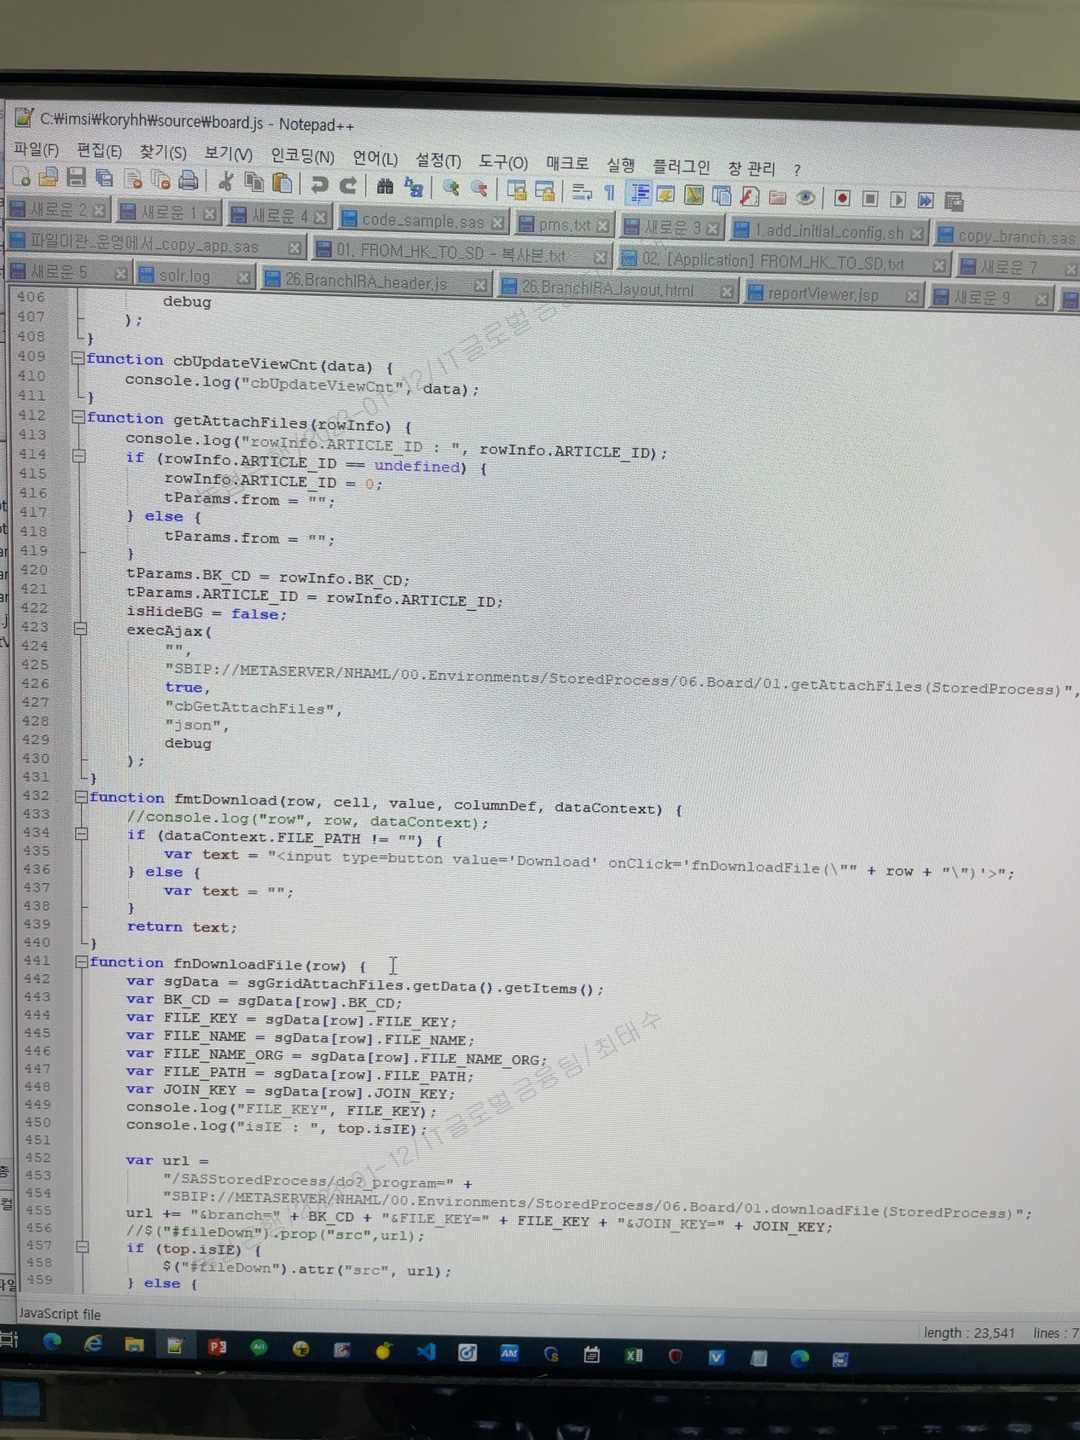 C:₩imsi₩koryhh₩source₩board.js - Notepad++
파일(F) 편집(E) 찾기(S) 보기(V) 인코딩(N) 언어(L) 설정(T) 도구(O) 매크로 실행 플러그인 창 관리 ?
새로운 2 새로운 1 새로운 4 code_sample.sas pms.txt 새로운 3 1.add_initial_config.sh copy_branch.sas
파일이관_운영에서_copy_app.sas 01. FROM_HK_TO_SD - 복사본.txt 02. [Application] FROM_HK_TO_SD.txt 새로운 7
새로운 5 solr.log 26.BranchIRA_header.js 26.BranchIRA_layout.html reportViewer.jsp 새로운 9
406 debug
407 );
408 }
409 function cbUpdateViewCnt(data) {
410 console.log("cbUpdateViewCnt", data);
411 }
412 function getAttachFiles(rowInfo) {
413 console.log("rowInfo.ARTICLE_ID : ", rowInfo.ARTICLE_ID);
414 if (rowInfo.ARTICLE_ID == undefined) {
415 rowInfo.ARTICLE_ID = 0;
416 tParams.from = "";
417 } else {
418 tParams.from = "";
419 }
420 tParams.BK_CD = rowInfo.BK_CD;
421 tParams.ARTICLE_ID = rowInfo.ARTICLE_ID;
422 isHideBG = false;
423 execAjax(
424 "",
425 "SBIP://METASERVER/NHAML/00.Environments/StoredProcess/06.Board/01.getAttachFiles(StoredProcess)",
426 true,
427 "cbGetAttachFiles",
428 "json",
429 debug
430 );
431 }
432 function fmtDownload(row, cell, value, columnDef, dataContext) {
433 //console.log("row", row, dataContext);
434 if (dataContext.FILE_PATH != "") {
435 var text = "<input type=button value='Download' onClick='fnDownloadFile(\"" + row + "\")'>";
436 } else {
437 var text = "";
438 }
439 return text;
440 }
441 function fnDownloadFile(row) {
442 var sgData = sgGridAttachFiles.getData().getItems();
443 var BK_CD = sgData[row].BK_CD;
444 var FILE_KEY = sgData[row].FILE_KEY;
445 var FILE_NAME = sgData[row].FILE_NAME;
446 var FILE_NAME_ORG = sgData[row].FILE_NAME_ORG;
447 var FILE_PATH = sgData[row].FILE_PATH;
448 var JOIN_KEY = sgData[row].JOIN_KEY;
449 console.log("FILE_KEY", FILE_KEY);
450 console.log("isIE : ", top.isIE);
451
452 var url =
453 "/SASStoredProcess/do?_program=" +
454 "SBIP://METASERVER/NHAML/00.Environments/StoredProcess/06.Board/01.downloadFile(StoredProcess)";
455 url += "&branch=" + BK_CD + "&FILE_KEY=" + FILE_KEY + "&JOIN_KEY=" + JOIN_KEY;
456 //$("#fileDown").prop("src",url);
457 if (top.isIE) {
458 $("#fileDown").attr("src", url);
459 } else {
JavaScript file
length : 23,541 lines : 7